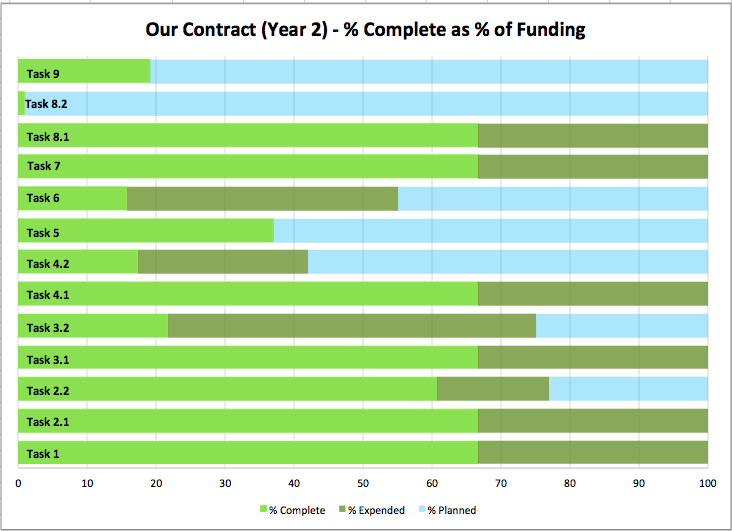 Our Contract (Year 2) - % Complete as % of Funding
Task 9
Task 8.2
Task 8.1
Task 7
Task 6
Task 5
Task 4.2
Task 4.1
Task 3.2
Task 3.1
Task 2.2
Task 2.1
Task 1
0 10 20 30 40 50 60 70 80 90 100
% Complete % Expended % Planned